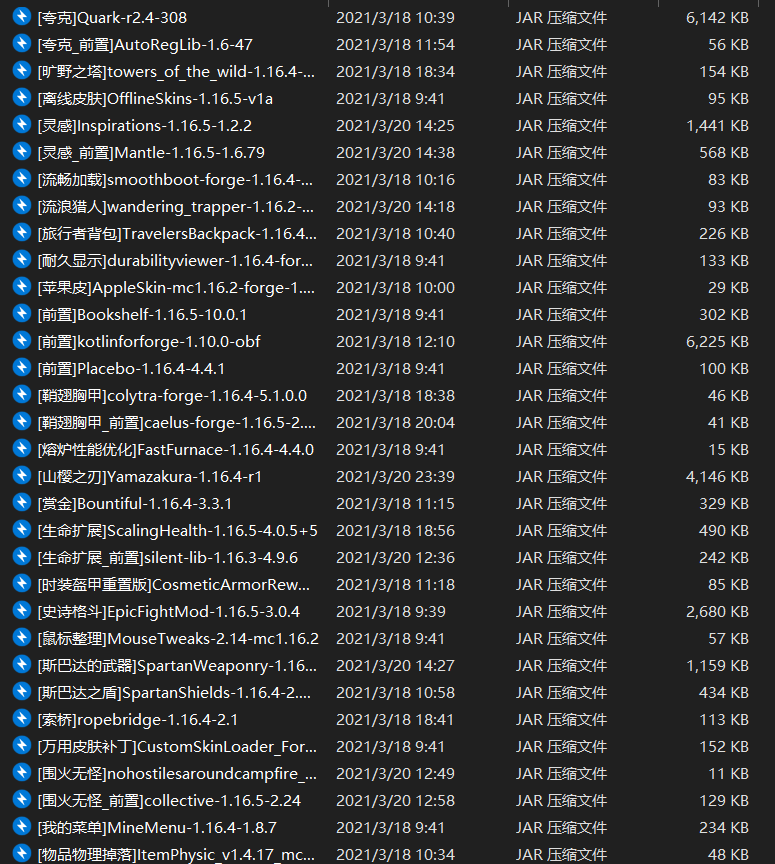 [夸克]Quark-r2.4-308 2021/3/18 10:39 JAR 压缩文件 6,142 KB
[夸克_前置]AutoRegLib-1.6-47 2021/3/18 11:54 JAR 压缩文件 56 KB
[旷野之塔]towers_of_the_wild-1.16.4-... 2021/3/18 18:34 JAR 压缩文件 154 KB
[离线皮肤]OfflineSkins-1.16.5-v1a 2021/3/18 9:41 JAR 压缩文件 95 KB
[灵感]Inspirations-1.16.5-1.2.2 2021/3/20 14:25 JAR 压缩文件 1,441 KB
[灵感_前置]Mantle-1.16.5-1.6.79 2021/3/20 14:38 JAR 压缩文件 568 KB
[流畅加载]smoothboot-forge-1.16.4-... 2021/3/18 10:16 JAR 压缩文件 83 KB
[流浪猎人]wandering_trapper-1.16.2-... 2021/3/20 14:18 JAR 压缩文件 93 KB
[旅行者背包]TravelersBackpack-1.16.4... 2021/3/18 10:40 JAR 压缩文件 226 KB
[耐久显示]durabilityviewer-1.16.4-for... 2021/3/18 9:41 JAR 压缩文件 133 KB
[苹果皮]AppleSkin-mc1.16.2-forge-1.... 2021/3/18 10:00 JAR 压缩文件 29 KB
[前置]Bookshelf-1.16.5-10.0.1 2021/3/18 9:41 JAR 压缩文件 302 KB
[前置]kotlinforforge-1.10.0-obf 2021/3/18 12:10 JAR 压缩文件 6,225 KB
[前置]Placebo-1.16.4-4.4.1 2021/3/18 9:41 JAR 压缩文件 100 KB
[鞘翅胸甲]colytra-forge-1.16.4-5.1.0.0 2021/3/18 18:38 JAR 压缩文件 46 KB
[鞘翅胸甲_前置]caelus-forge-1.16.5-2.... 2021/3/18 20:04 JAR 压缩文件 41 KB
[熔炉性能优化]FastFurnace-1.16.4-4.4.0 2021/3/18 9:41 JAR 压缩文件 15 KB
[山樱之刃]Yamazakura-1.16.4-r1 2021/3/20 23:39 JAR 压缩文件 4,146 KB
[赏金]Bountiful-1.16.4-3.3.1 2021/3/18 11:15 JAR 压缩文件 329 KB
[生命扩展]ScalingHealth-1.16.5-4.0.5+5 2021/3/18 18:56 JAR 压缩文件 490 KB
[生命扩展_前置]silent-lib-1.16.3-4.9.6 2021/3/20 12:36 JAR 压缩文件 242 KB
[时装盔甲重置版]CosmeticArmorRew... 2021/3/18 11:18 JAR 压缩文件 85 KB
[史诗格斗]EpicFightMod-1.16.5-3.0.4 2021/3/18 9:39 JAR 压缩文件 2,680 KB
[鼠标整理]MouseTweaks-2.14-mc1.16.2 2021/3/18 9:41 JAR 压缩文件 57 KB
[斯巴达的武器]SpartanWeaponry-1.16... 2021/3/20 14:27 JAR 压缩文件 1,159 KB
[斯巴达之盾]SpartanShields-1.16.4-2.... 2021/3/18 10:58 JAR 压缩文件 434 KB
[索桥]ropebridge-1.16.4-2.1 2021/3/18 18:41 JAR 压缩文件 113 KB
[万用皮肤补丁]CustomSkinLoader_For... 2021/3/18 9:41 JAR 压缩文件 152 KB
[围火无怪]nohostilesaroundcampfire_... 2021/3/20 12:49 JAR 压缩文件 11 KB
[围火无怪_前置]collective-1.16.5-2.24 2021/3/20 12:58 JAR 压缩文件 129 KB
[我的菜单]MineMenu-1.16.4-1.8.7 2021/3/18 9:41 JAR 压缩文件 234 KB
[物品物理掉落]ItemPhysic_v1.4.17_mc... 2021/3/18 10:34 JAR 压缩文件 48 KB